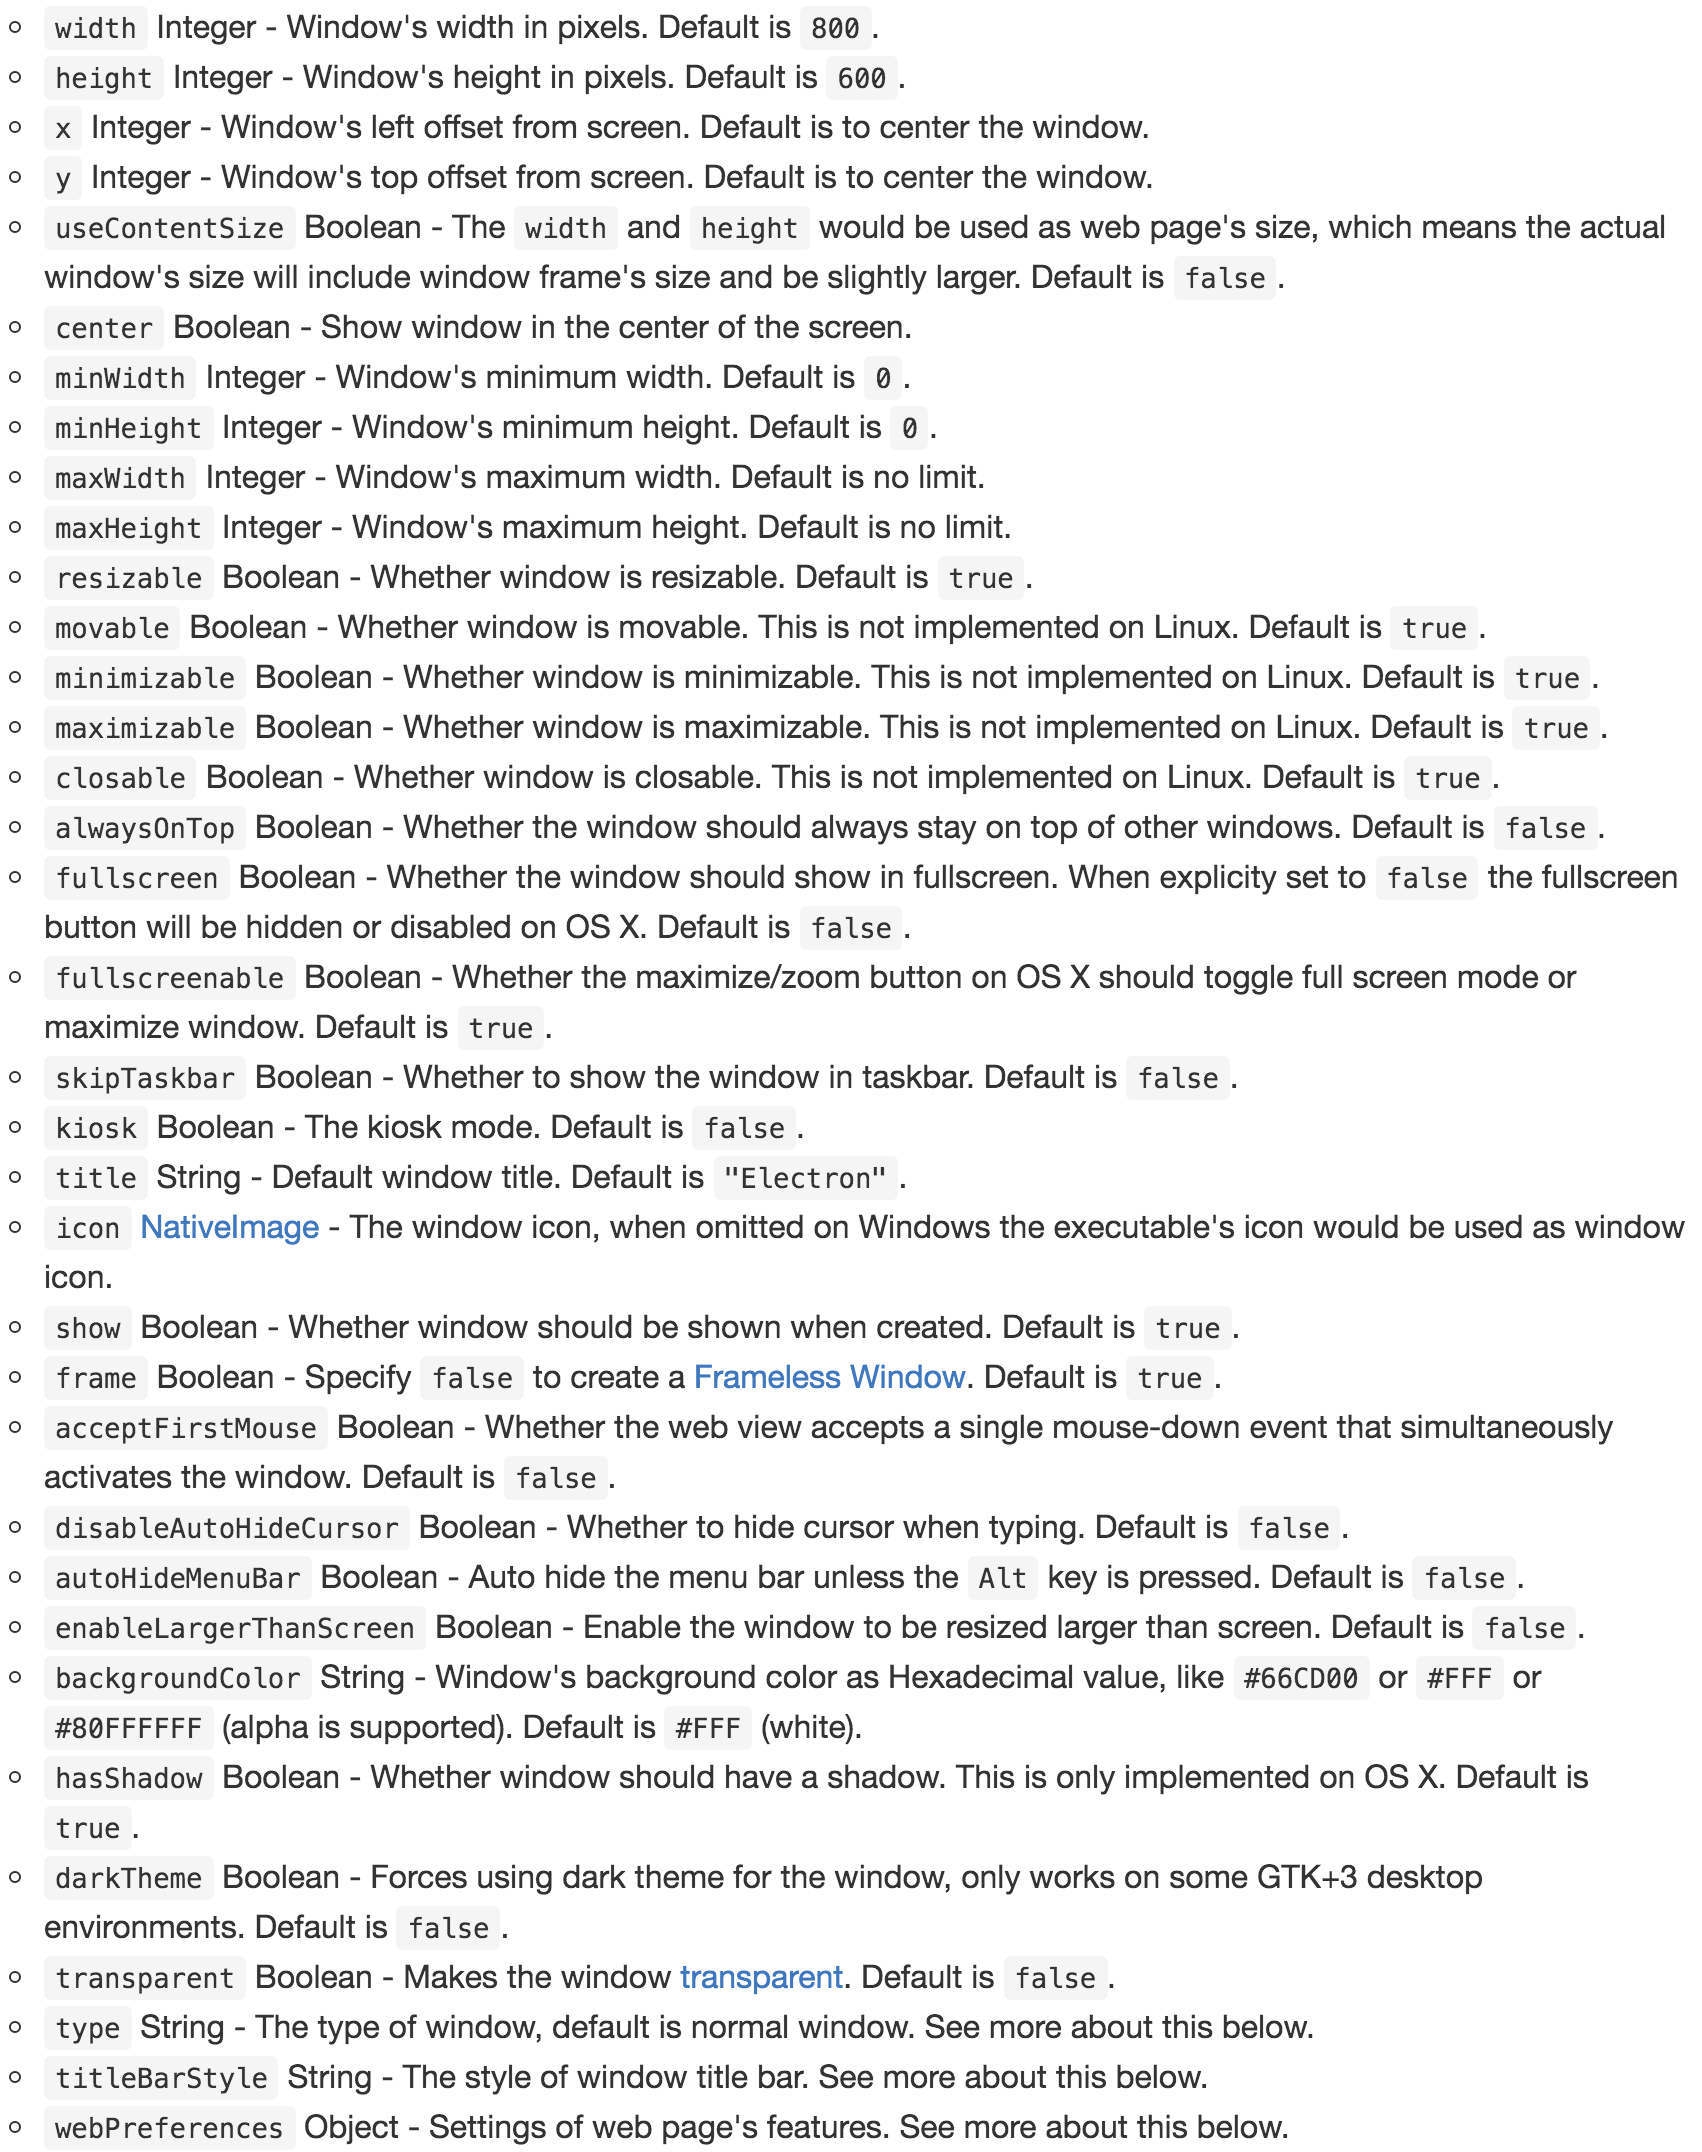 width Integer - Window's width in pixels. Default is 800.
height Integer - Window's height in pixels. Default is 600.
x Integer - Window's left offset from screen. Default is to center the window.
y Integer - Window's top offset from screen. Default is to center the window.
useContentSize Boolean - The width and height would be used as web page's size, which means the actual
window's size will include window frame's size and be slightly larger. Default is false.
center Boolean - Show window in the center of the screen.
minWidth Integer - Window's minimum width. Default is 0.
minHeight Integer - Window's minimum height. Default is 0.
maxWidth Integer - Window's maximum width. Default is no limit.
maxHeight Integer - Window's maximum height. Default is no limit.
resizable Boolean - Whether window is resizable. Default is true.
movable Boolean - Whether window is movable. This is not implemented on Linux. Default is true.
minimizable Boolean - Whether window is minimizable. This is not implemented on Linux. Default is true.
maximizable Boolean - Whether window is maximizable. This is not implemented on Linux. Default is true.
closable Boolean - Whether window is closable. This is not implemented on Linux. Default is true.
alwaysOnTop Boolean - Whether the window should always stay on top of other windows. Default is false.
fullscreen Boolean - Whether the window should show in fullscreen. When explicity set to false the fullscreen
button will be hidden or disabled on OS X. Default is false.
fullscreenable Boolean - Whether the maximize/zoom button on OS X should toggle full screen mode or
maximize window. Default is true.
skipTaskbar Boolean - Whether to show the window in taskbar. Default is false.
kiosk Boolean - The kiosk mode. Default is false.
title String - Default window title. Default is "Electron".
icon NativeImage - The window icon, when omitted on Windows the executable's icon would be used as window
icon.
show Boolean - Whether window should be shown when created. Default is true.
frame Boolean - Specify false to create a Frameless Window. Default is true.
acceptFirstMouse Boolean - Whether the web view accepts a single mouse-down event that simultaneously
activates the window. Default is false.
disableAutoHideCursor Boolean - Whether to hide cursor when typing. Default is false.
autoHideMenuBar Boolean - Auto hide the menu bar unless the Alt key is pressed. Default is false.
enableLargerThanScreen Boolean - Enable the window to be resized larger than screen. Default is false.
backgroundColor String - Window's background color as Hexadecimal value, like #66CD00 or #FFF or
#80FFFFFF (alpha is supported). Default is #FFF (white).
hasShadow Boolean - Whether window should have a shadow. This is only implemented on OS X. Default is
true.
darkTheme Boolean - Forces using dark theme for the window, only works on some GTK+3 desktop
environments. Default is false.
transparent Boolean - Makes the window transparent. Default is false.
type String - The type of window, default is normal window. See more about this below.
titleBarStyle String - The style of window title bar. See more about this below.
webPreferences Object - Settings of web page's features. See more about this below.